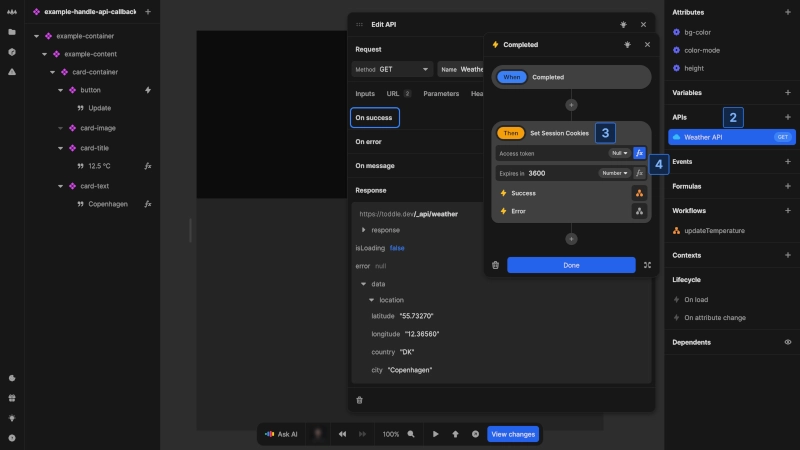 example-handle-api-callback
example-container
example-content
card-container
button
Update
card-image
card-title
12.5 °C
fx
card-text
Copenhagen
fx
Edit API
Request
Method GET
Name Weathe
Inputs
URL 2
Parameters
Hea
On success
On error
On message
Response
https://toddle.dev/_api/weather
response
isLoading false
error null
data
location
latitude "55.73270"
longitude "12.36560"
country "DK"
city "Copenhagen"
Completed
When Completed
Then Set Session Cookies
3
Access token Null fx
4
Expires in 3600 Number fx
Success
Error
Done
Attributes
bg-color
color-mode
height
Variables
APIs
2
Weather API GET
Events
Formulas
Workflows
updateTemperature
Contexts
Lifecycle
On load
On attribute change
Dependents
Ask AI
100%
View changes